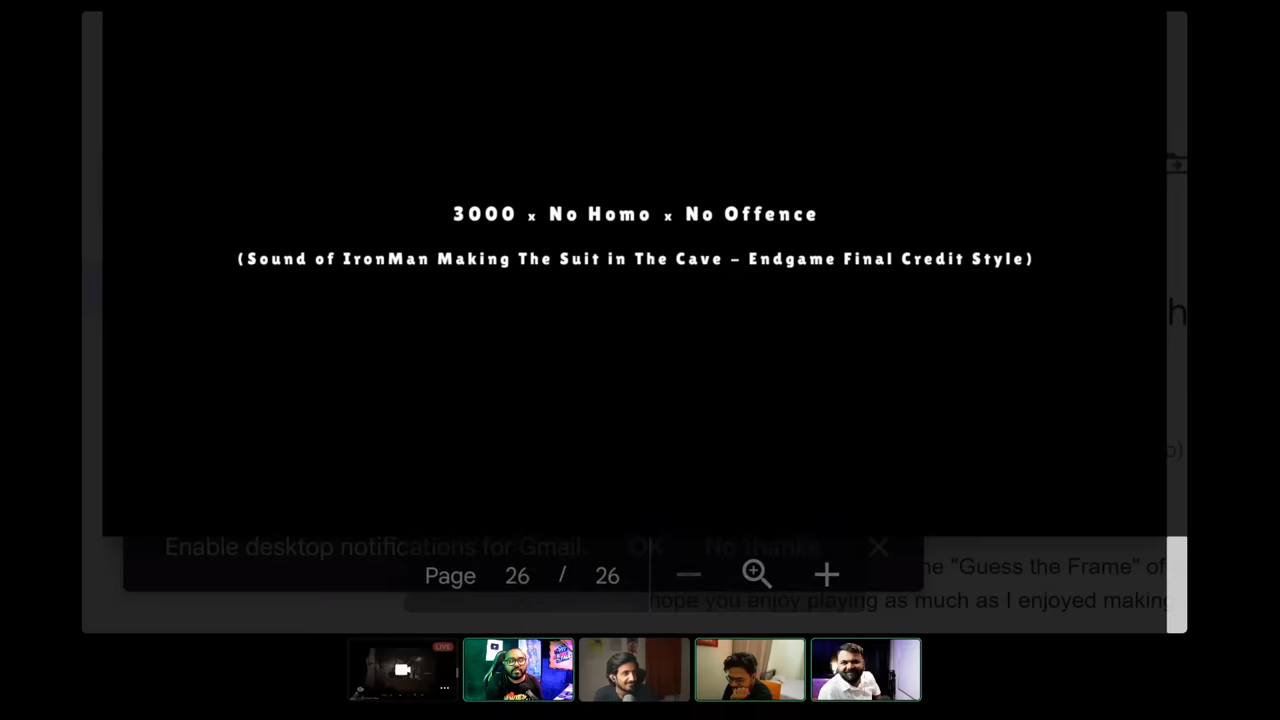 3000 x No Homo x No Offence
(Sound of IronMan Making The Suit in The Cave – Endgame Final Credit Style)
h
o)
Enable desktop notifications for Gmail. OK No thanks
Page 26 / 26
ne "Guess the Frame" of
hope you enjoy playing as much as I enjoyed making
LIVE